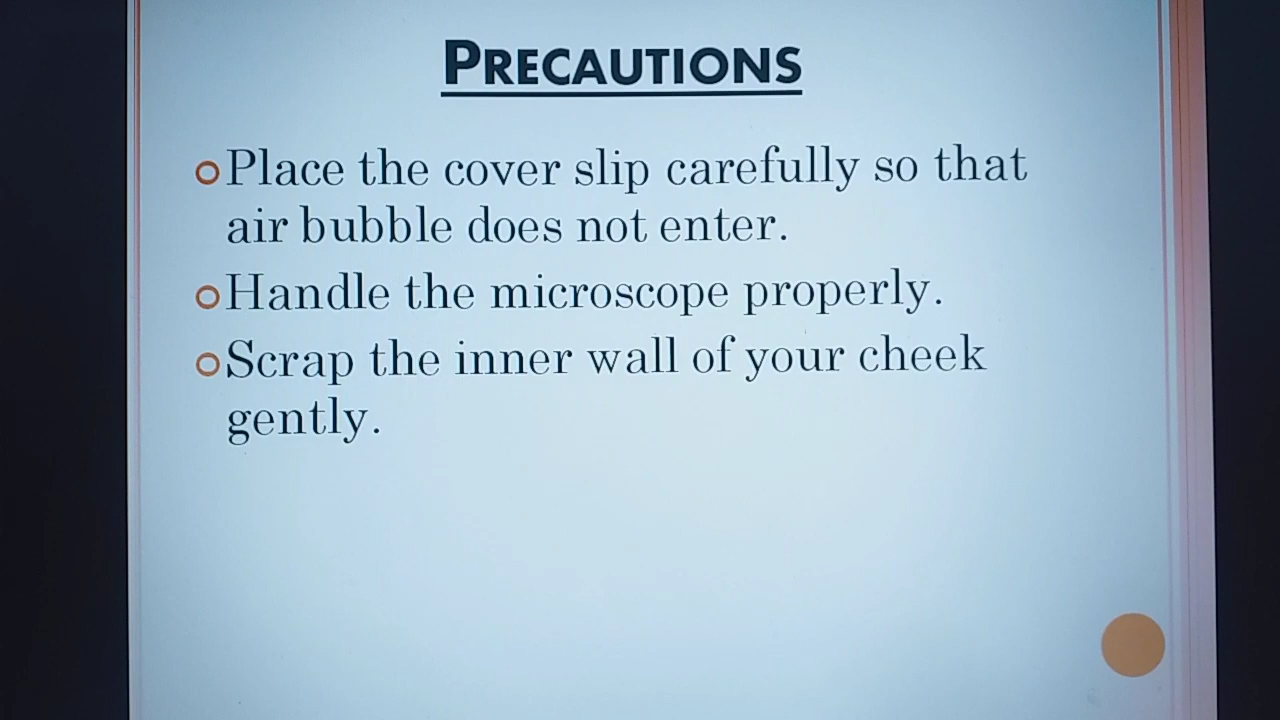 PRECAUTIONS
Place the cover slip carefully so that
air bubble does not enter.
Handle the microscope properly.
Scrap the inner wall of your cheek
gently.